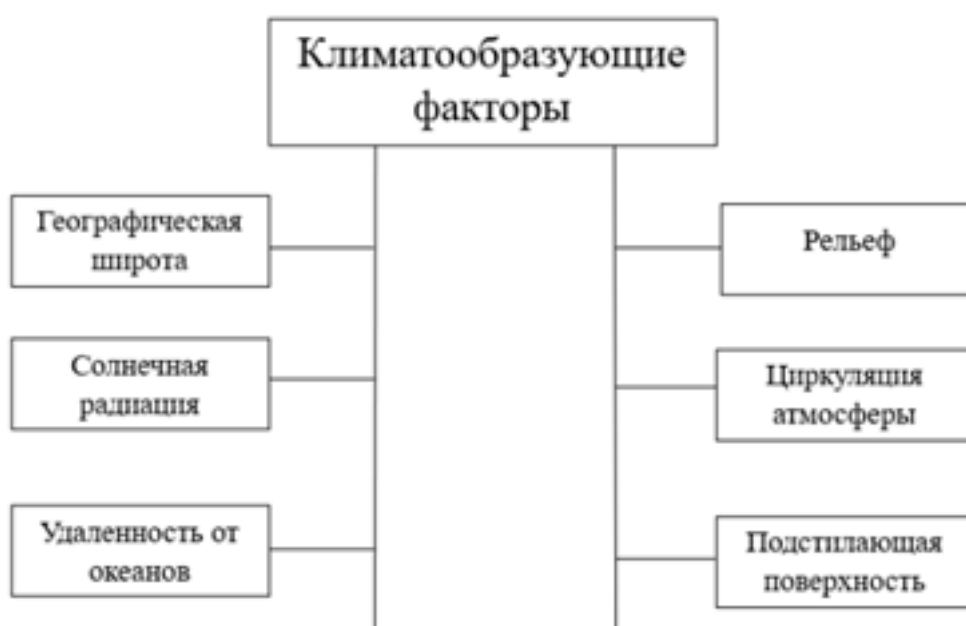 Климатообразующие
факторы
Географическая
широта
Рельеф
Солнечная
радиация
Циркуляция
атмосферы
Удаленность от
океанов
Подстилающая
поверхность